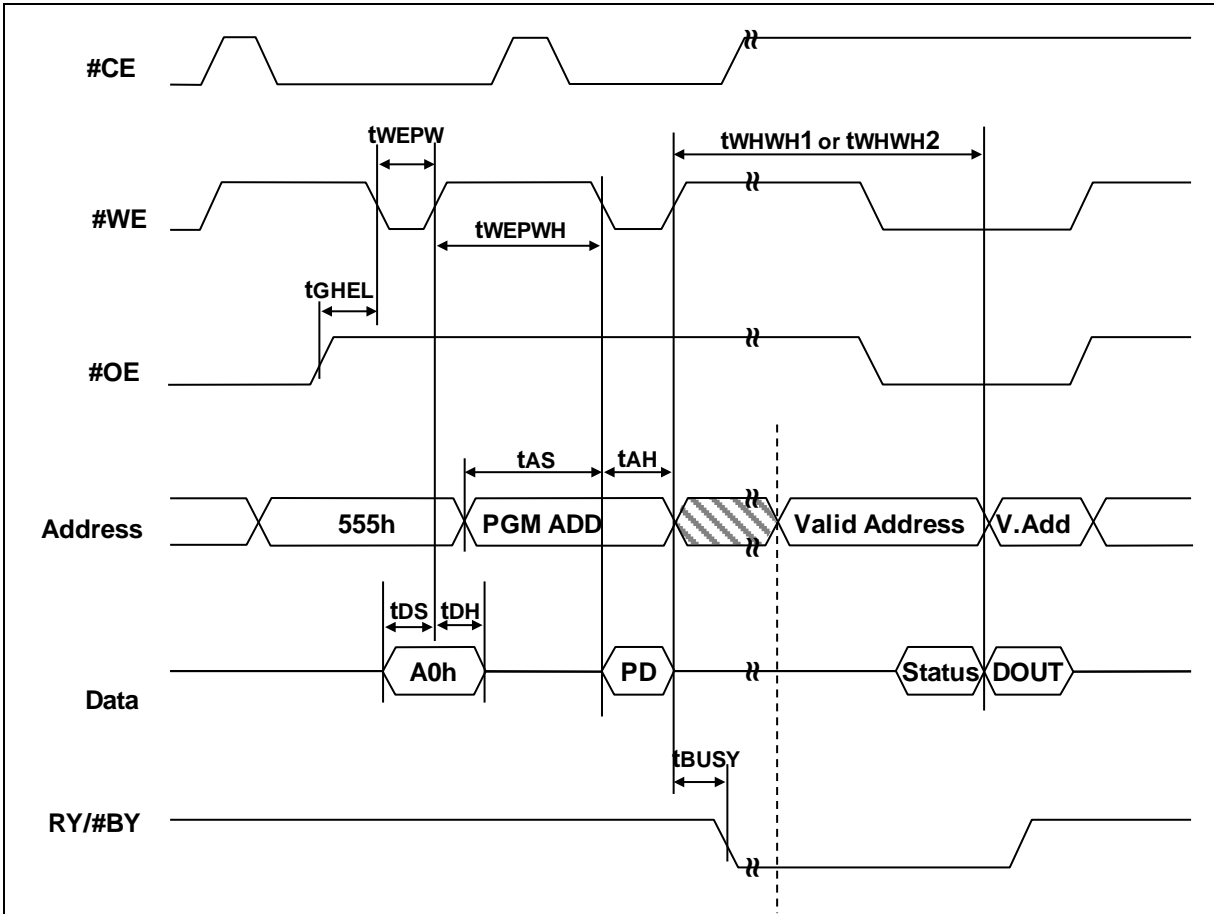 #CE
tWEPW
tWHWH1 or tWHWH2
#WE
tWEPWH
tGHEL
#OE
tAS
tAH
Address
555h
PGM ADD
Valid Address
V.Add
tDS
tDH
A0h
PD
Status
DOUT
Data
tBUSY
RY/#BY